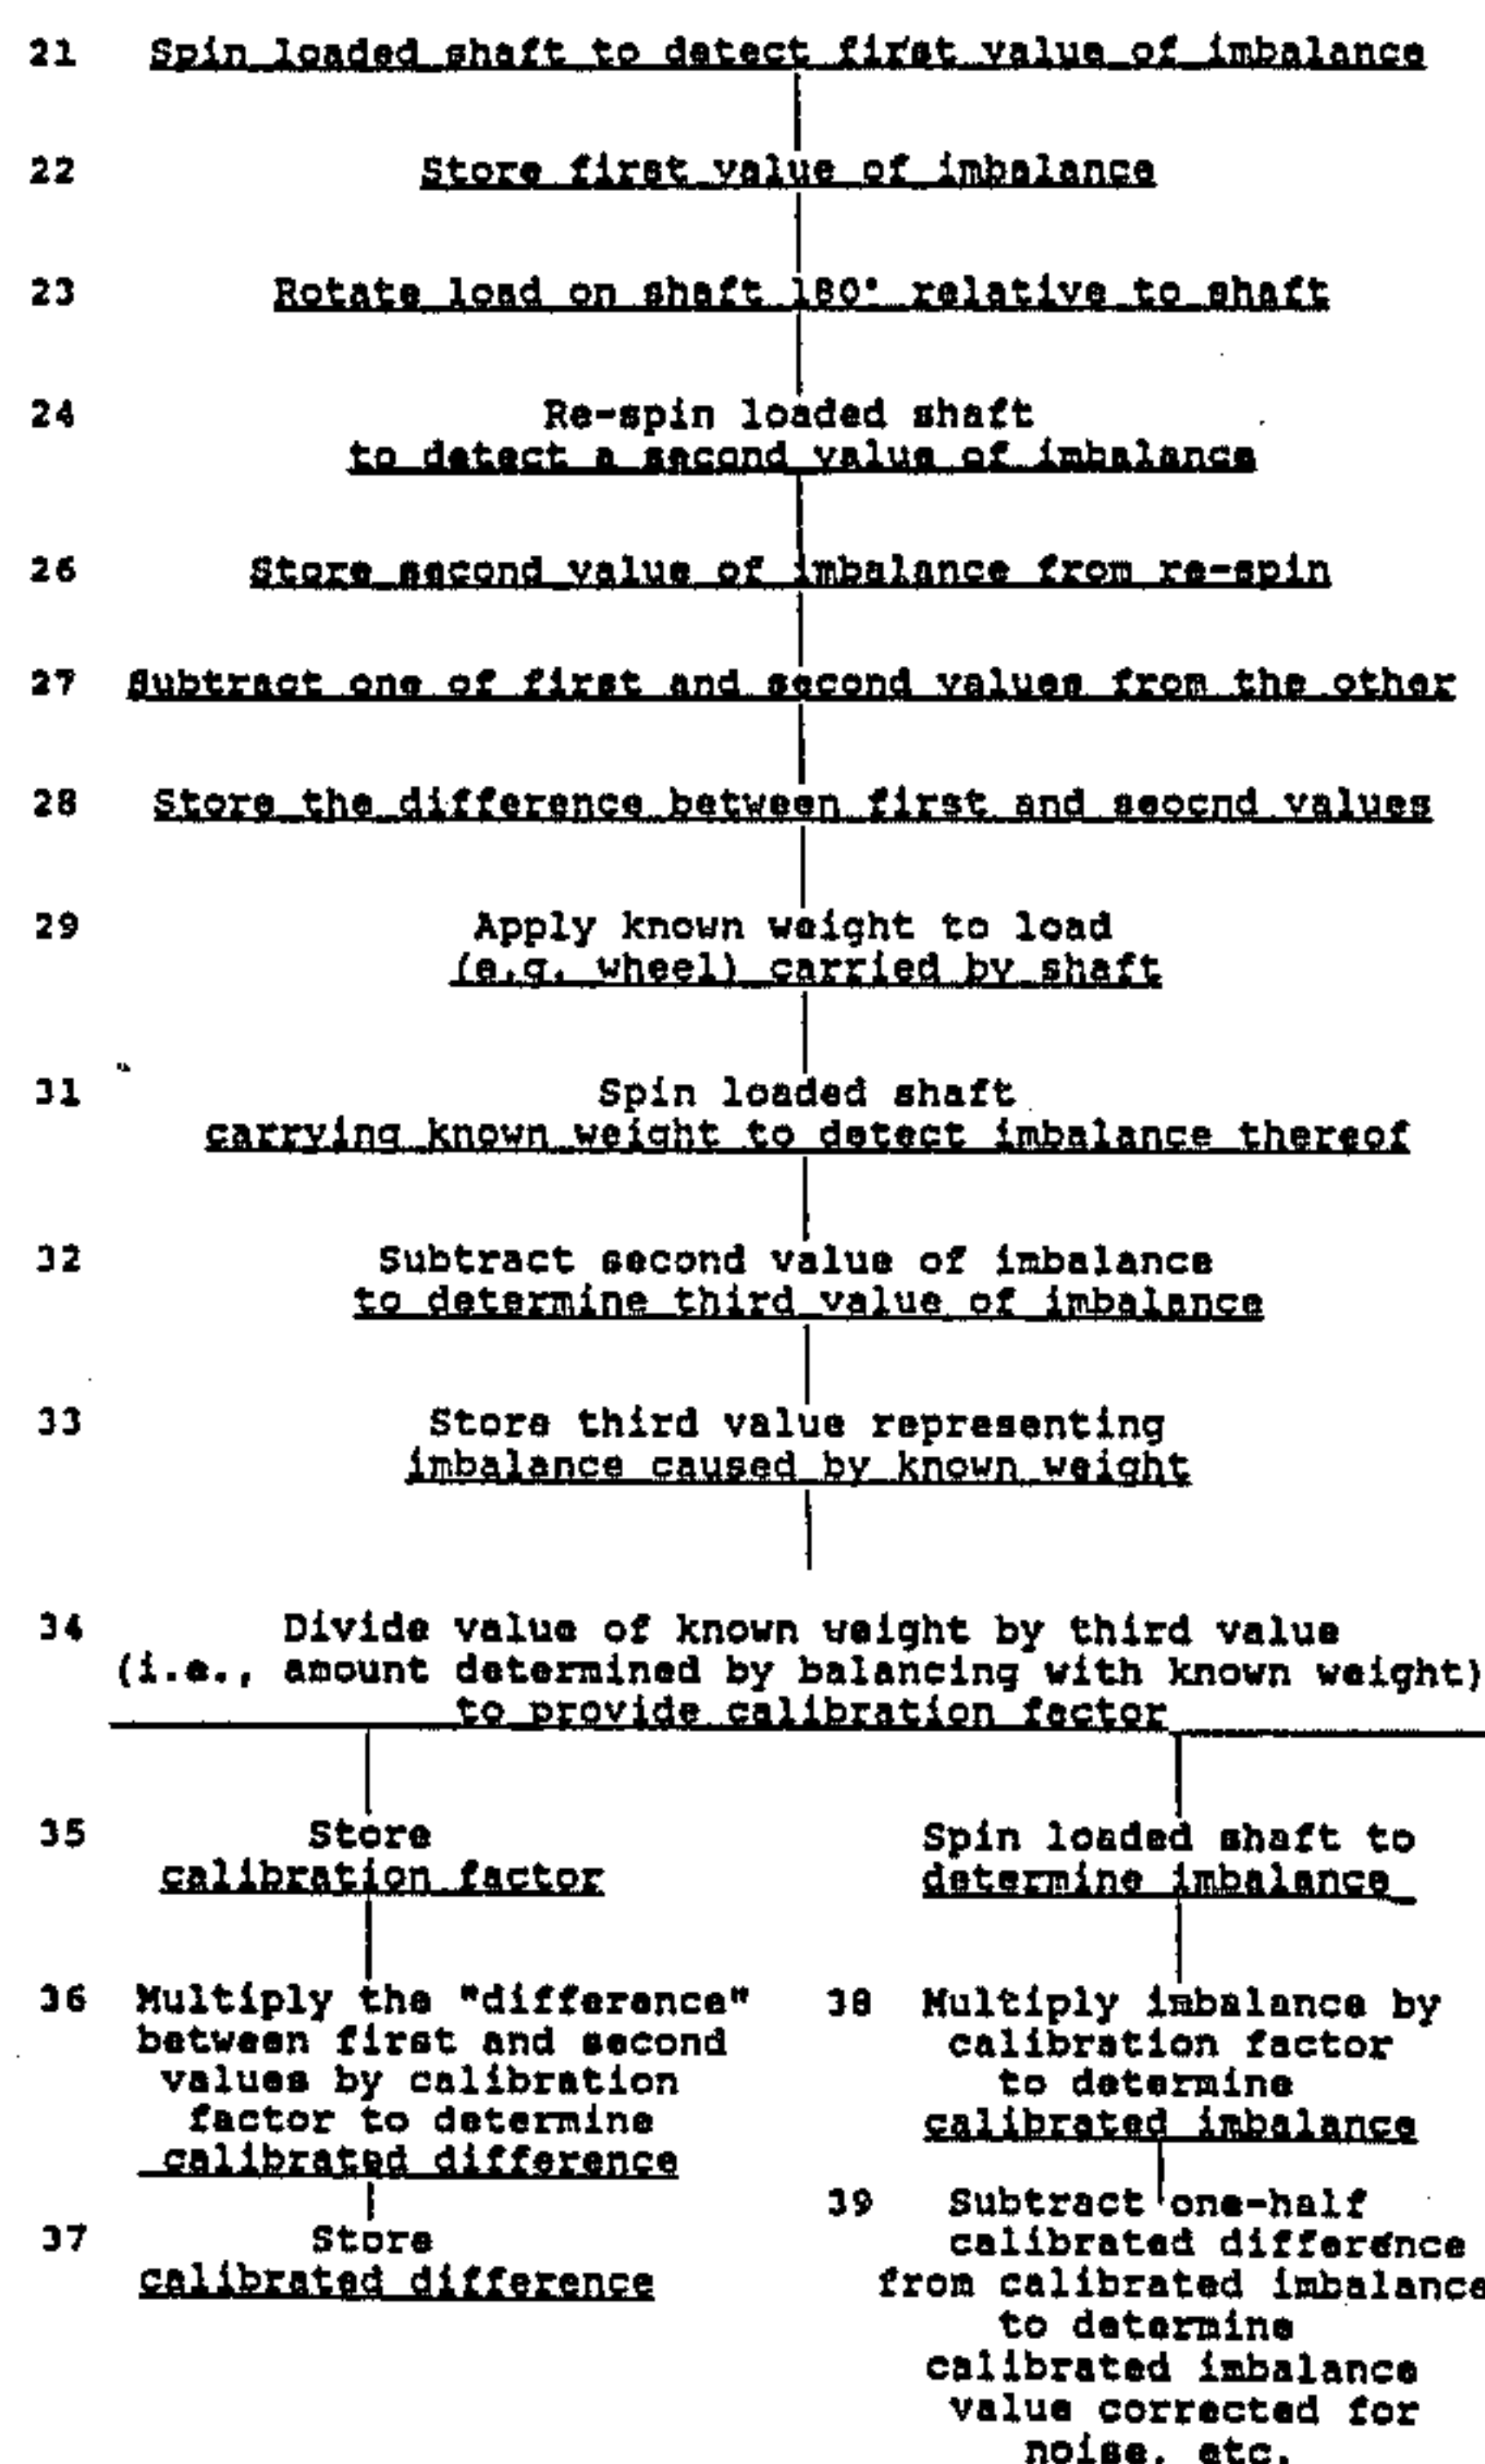 21 Spin loaded shaft to detect first value of imbalance
22 Store first value of imbalance
23 Rotate load on shaft 180° relative to shaft
24 Re-spin loaded shaft
to detect a second value of imbalance
26 Store second value of imbalance from re-spin
27 Subtract one of first and second values from the other
28 Store the difference between first and seocnd values
29 Apply known weight to load
(e.g. wheel) carried by shaft
31 Spin loaded shaft
carrying known weight to detect imbalance thereof
32 Subtract second value of imbalance
to determine third value of imbalance
33 Store third value representing
imbalance caused by known weight
34 Divide value of known weight by third value
(i.e., amount determined by balancing with known weight)
to provide calibration factor
35 Store
calibration factor
36 Multiply the "difference"
between first and second
values by calibration
factor to determine
calibrated difference
37 Store
calibrated difference
Spin loaded shaft to
determine imbalance
38 Multiply imbalance by
calibration factor
to determine
calibrated imbalance
39 Subtract one-half
calibrated difference
from calibrated imbalance
to determine
calibrated imbalance
value corrected for
noise, etc.